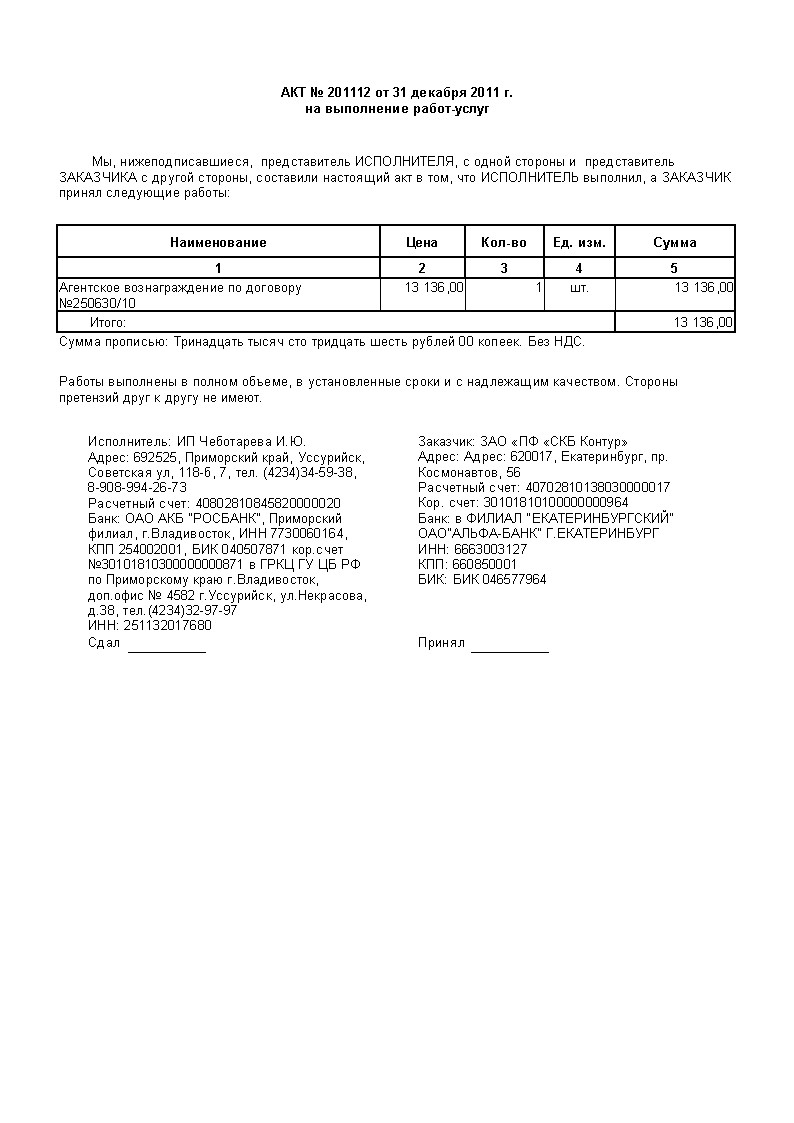 АКТ № 201112 от 31 декабря 2011 г.
на выполнение работ-услуг
Мы, нижеподписавшиеся, представитель ИСПОЛНИТЕЛЯ, с одной стороны и представитель
ЗАКАЗЧИКА с другой стороны, составили настоящий акт в том, что ИСПОЛНИТЕЛЬ выполнил, а ЗАКАЗЧИК
принял следующие работы:
Наименование Цена Кол-во Ед. изм. Сумма
1 2 3 4 5
Агентское вознаграждение по договору 13 136,00 1 шт. 13 136,00
№250630/10
Итого: 13 136,00
Сумма прописью: Тринадцать тысяч сто тридцать шесть рублей 00 копеек. Без НДС.
Работы выполнены в полном объеме, в установленные сроки и с надлежащим качеством. Стороны
претензий друг к другу не имеют.
Исполнитель: ИП Чеботарева И.Ю.
Адрес: 692525, Приморский край, Уссурийск,
Советская ул, 118-б, 7, тел. (4234)34-59-38,
8-908-994-26-73
Расчетный счет: 40802810845820000020
Банк: ОАО АКБ "РОСБАНК", Приморский
филиал, г.Владивосток, ИНН 7730060164,
КПП 254002001, БИК 040507871 кор.счет
№30101810300000000871 в ГРКЦ ГУ ЦБ РФ
по Приморскому краю г.Владивосток,
доп.офис № 4582 г.Уссурийск, ул.Некрасова,
д.38, тел.(4234)32-97-97
ИНН: 251132017680
Сдал
Заказчик: ЗАО «ПФ «СКБ Контур»
Адрес: Адрес: 620017, Екатеринбург, пр.
Космонавтов, 56
Расчетный счет: 40702810138030000017
Кор. счет: 30101810100000000964
Банк: в ФИЛИАЛ "ЕКАТЕРИНБУРГСКИЙ"
ОАО"АЛЬФА-БАНК" Г.ЕКАТЕРИНБУРГ
ИНН: 6663003127
КПП: 660850001
БИК: БИК 046577964
Принял